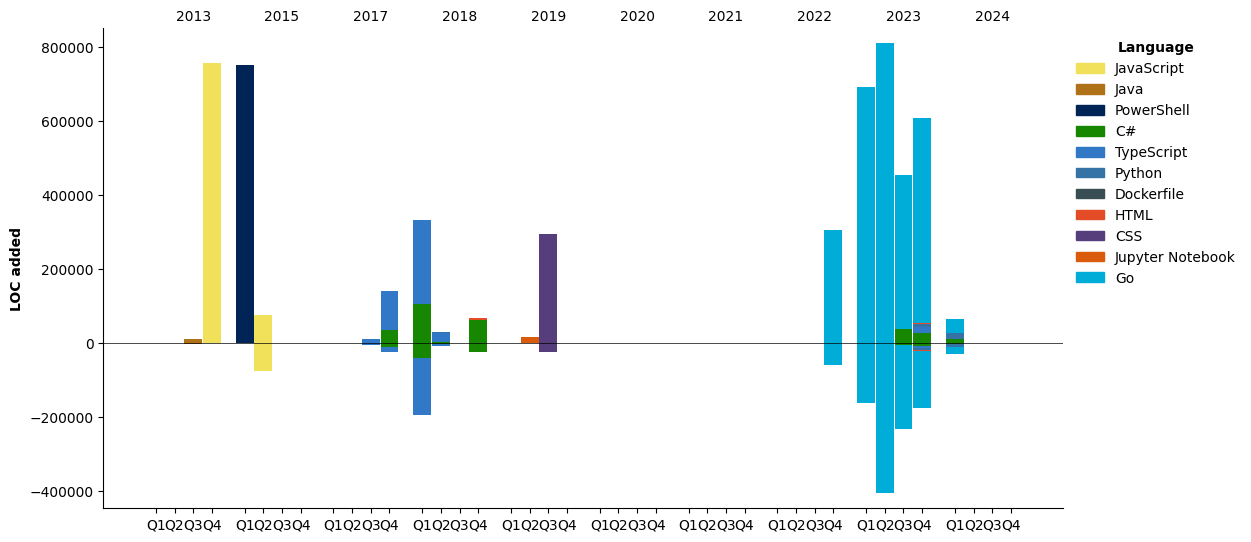 2013 2015 2017 2018 2019 2020 2021 2022 2023 2024
LOC added
800000
600000
400000
200000
0
−200000
−400000
Q1Q2Q3Q4 Q1Q2Q3Q4 Q1Q2Q3Q4 Q1Q2Q3Q4 Q1Q2Q3Q4 Q1Q2Q3Q4 Q1Q2Q3Q4 Q1Q2Q3Q4 Q1Q2Q3Q4 Q1Q2Q3Q4
Language
JavaScript
Java
PowerShell
C#
TypeScript
Python
Dockerfile
HTML
CSS
Jupyter Notebook
Go